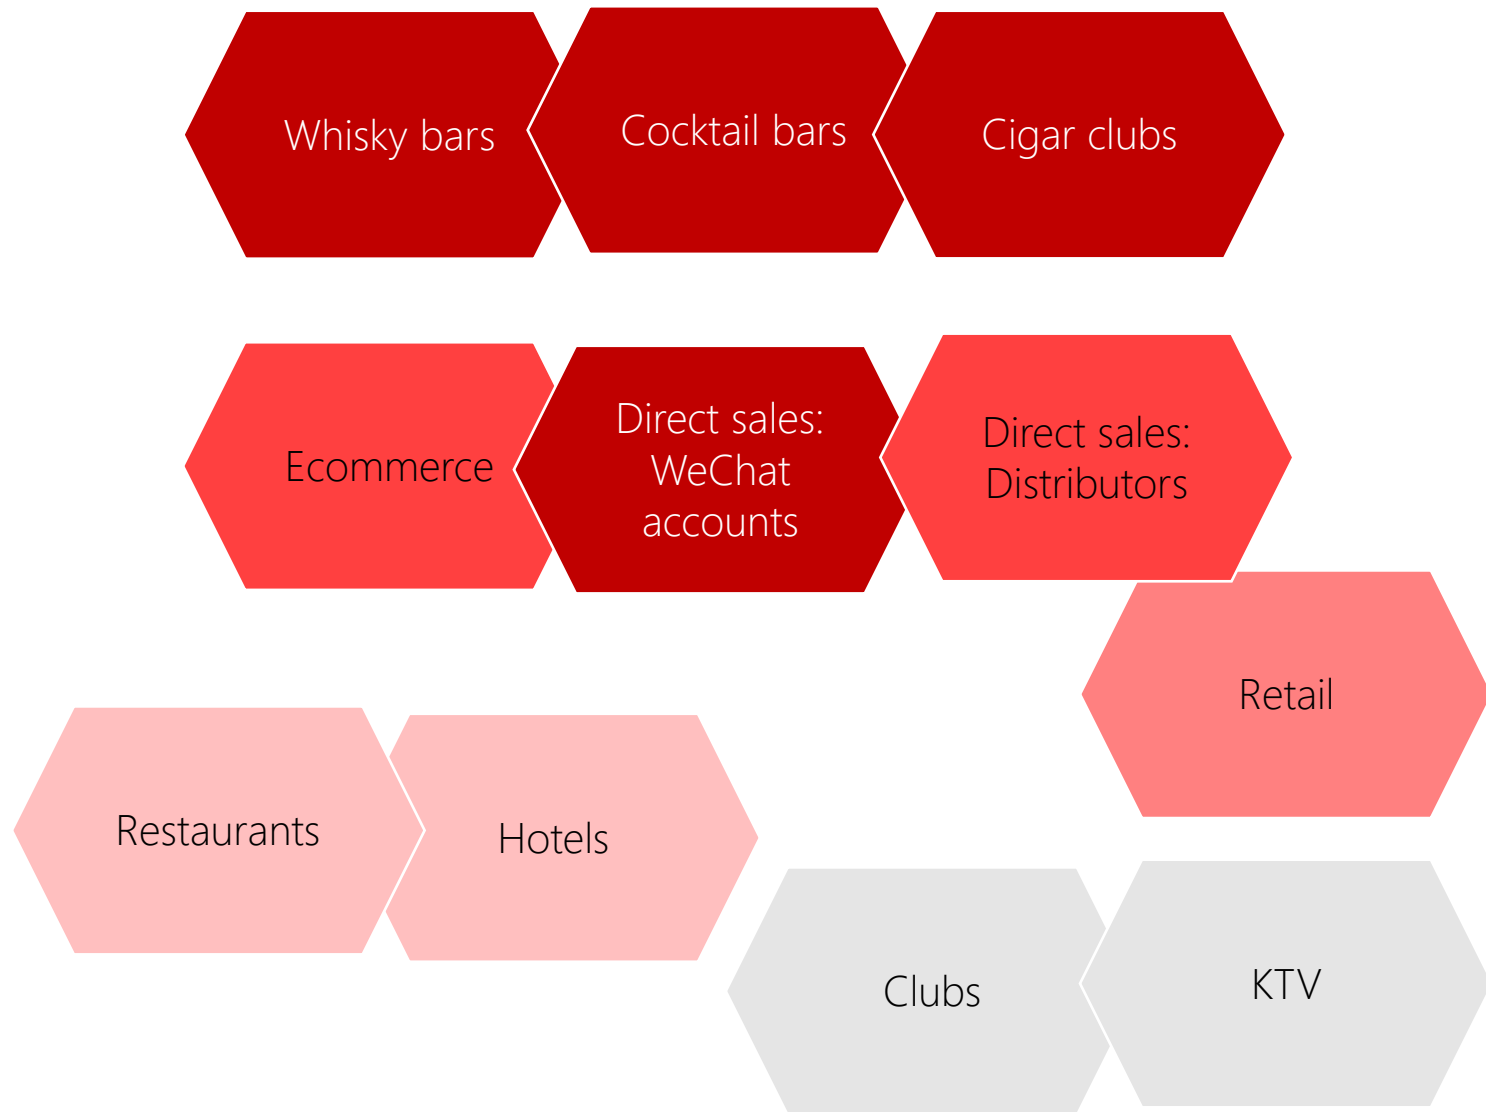 Whisky bars
Cocktail bars
Cigar clubs
Ecommerce
Direct sales:
WeChat
accounts
Direct sales:
Distributors
Retail
Restaurants
Hotels
Clubs
KTV